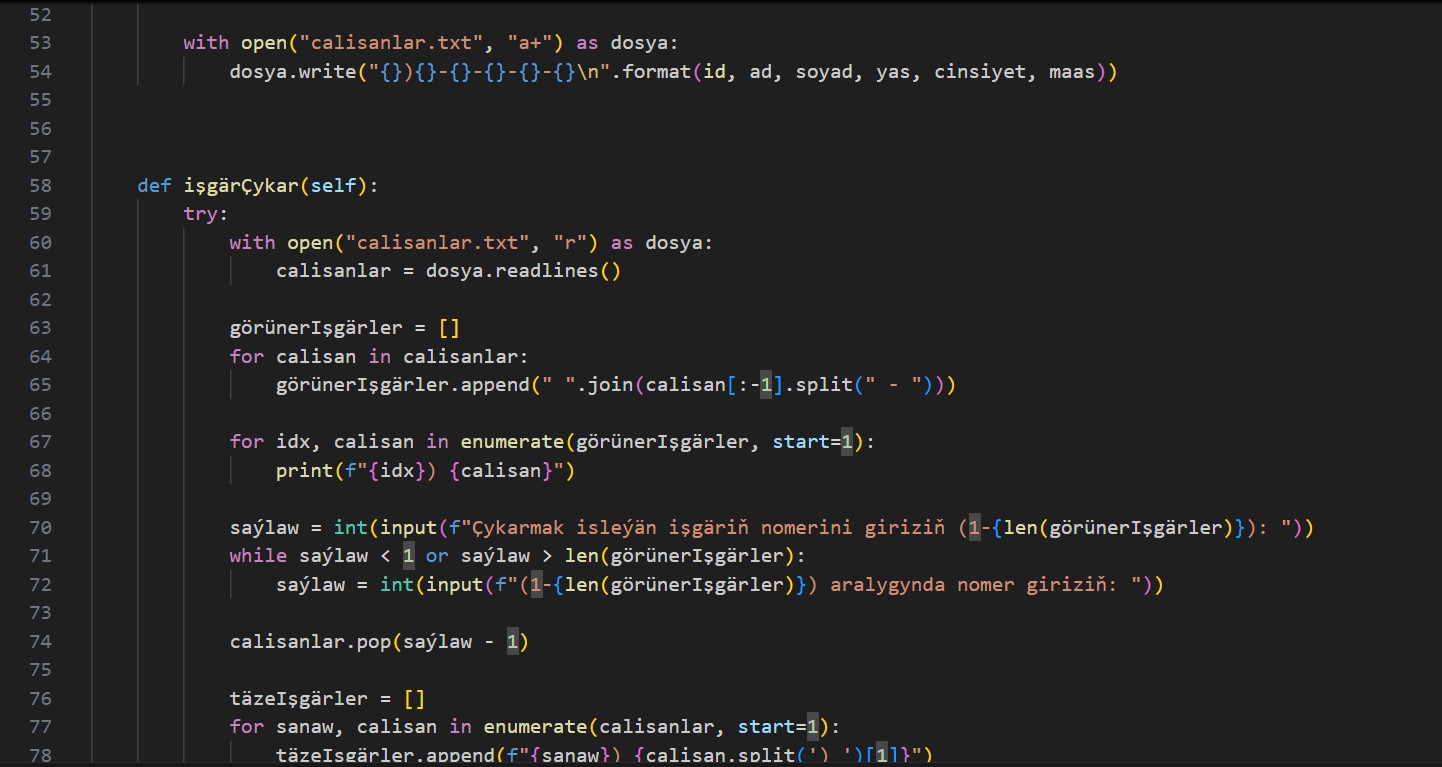 52
53 with open("calisanlar.txt", "a+") as dosya:
54 dosya.write("{}){}-{}-{}-{}-{}\n".format(id, ad, soyad, yas, cinsiyet, maas))
55
56
57
58 def işgärÇykar(self):
59 try:
60 with open("calisanlar.txt", "r") as dosya:
61 calisanlar = dosya.readlines()
62
63 görünerIşgärler = []
64 for calisan in calisanlar:
65 görünerIşgärler.append(" ".join(calisan[:-1].split(" - ")))
66
67 for idx, calisan in enumerate(görünerIşgärler, start=1):
68 print(f"{idx}) {calisan}")
69
70 saýlaw = int(input(f"Çykarmak isleýän işgäriň nomerini giriziň (1-{len(görünerIşgärler)}): "))
71 while saýlaw < 1 or saýlaw > len(görünerIşgärler):
72 saýlaw = int(input(f"(1-{len(görünerIşgärler)}) aralygynda nomer giriziň: "))
73
74 calisanlar.pop(saýlaw - 1)
75
76 täzeIşgärler = []
77 for sanaw, calisan in enumerate(calisanlar, start=1):
78 täzeIşgärler.append(f"{sanaw}) {calisan.split(') ')[1]}")